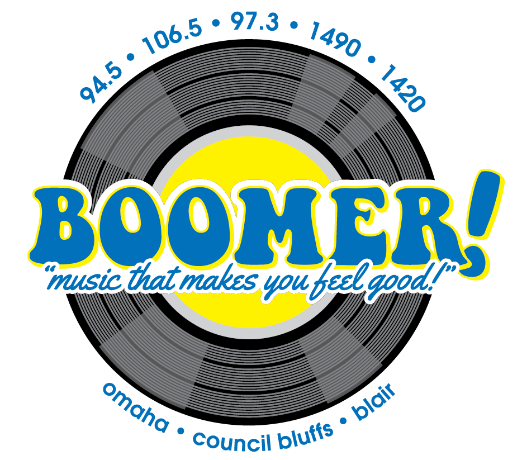 94.5 • 106.5 • 97.3 • 1490 • 1420
BOOMER!
"music that makes you feel good!"
omaha • council bluffs • blair